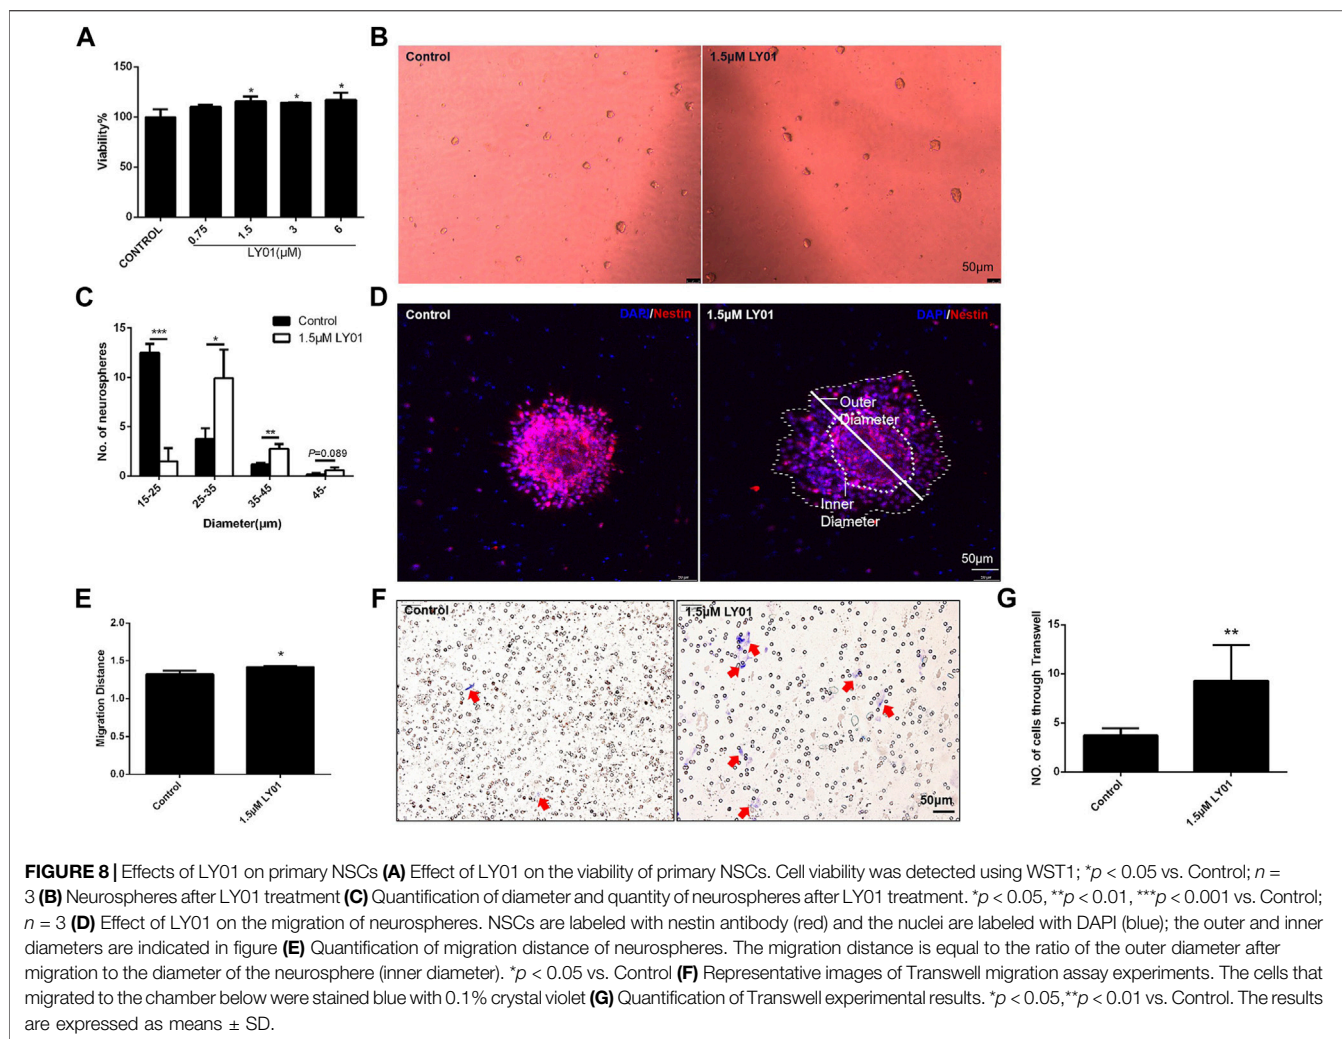 A
Viability%
150
100
50
0
CONTROL
0.75
1.5
3
6
LY01(µM)
*
*
*
B
Control
1.5µM LY01
50µm
C
No. of neurospheres
15
10
5
0
***
*
**
P=0.089
Control
1.5µM LY01
15-25
25-35
35-45
45-
Diameter(µm)
D
Control
DAPI/Nestin
1.5µM LY01
DAPI/Nestin
Outer
Diameter
Inner
Diameter
50µm
E
Migration Distance
2.0
1.5
1.0
0.5
0.0
*
Control
1.5µM LY01
F
Control
1.5µM LY01
50µm
G
NO. of cells through Transwell
15
10
5
0
**
Control
1.5µM LY01
FIGURE 8 | Effects of LY01 on primary NSCs (A) Effect of LY01 on the viability of primary NSCs. Cell viability was detected using WST1; *p < 0.05 vs. Control; n =
3 (B) Neurospheres after LY01 treatment (C) Quantification of diameter and quantity of neurospheres after LY01 treatment. *p < 0.05, **p < 0.01, ***p < 0.001 vs. Control;
n = 3 (D) Effect of LY01 on the migration of neurospheres. NSCs are labeled with nestin antibody (red) and the nuclei are labeled with DAPI (blue); the outer and inner
diameters are indicated in figure (E) Quantification of migration distance of neurospheres. The migration distance is equal to the ratio of the outer diameter after
migration to the diameter of the neurosphere (inner diameter). *p < 0.05 vs. Control (F) Representative images of Transwell migration assay experiments. The cells that
migrated to the chamber below were stained blue with 0.1% crystal violet (G) Quantification of Transwell experimental results. *p < 0.05,**p < 0.01 vs. Control. The results
are expressed as means ± SD.